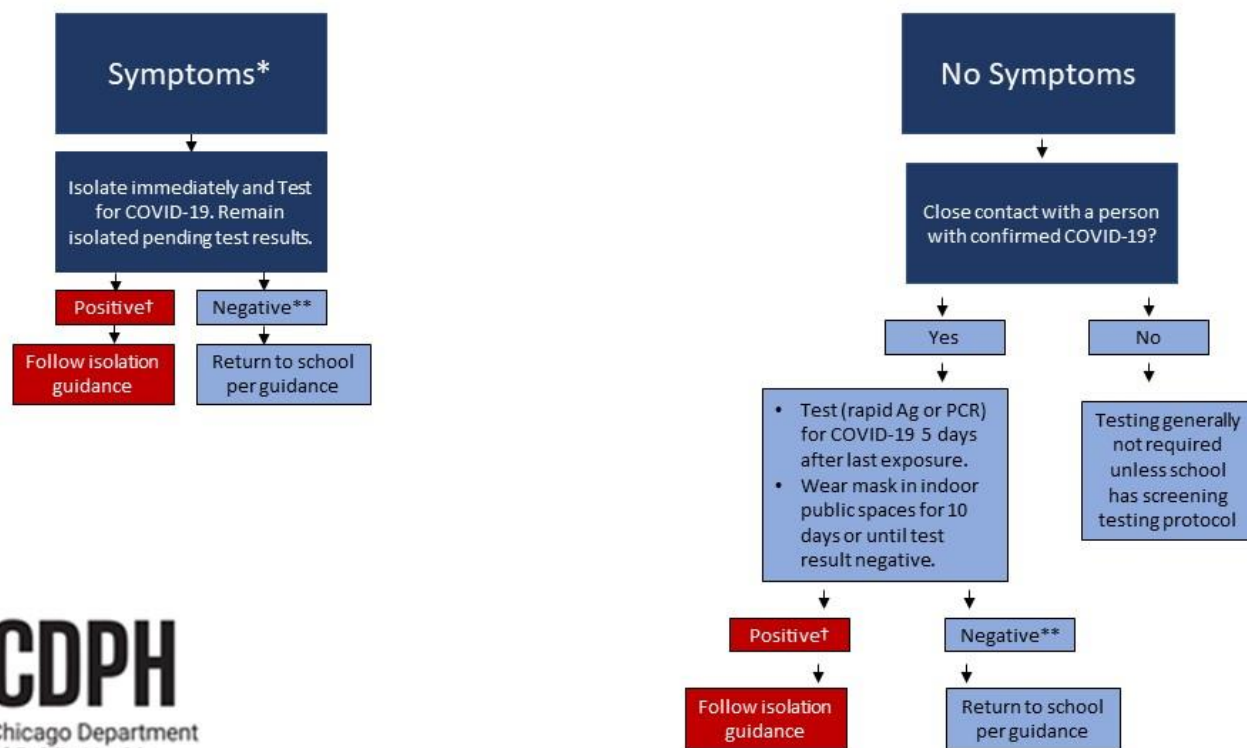 Symptoms*
Isolate immediately and Test
for COVID-19. Remain
isolated pending test results.
Positive†
Negative**
Follow isolation
guidance
Return to school
per guidance
No Symptoms
Close contact with a person
with confirmed COVID-19?
Yes
No
• Test (rapid Ag or PCR)
for COVID-19 5 days
after last exposure.
• Wear mask in indoor
public spaces for 10
days or until test
result negative.
Testing generally
not required
unless school
has screening
testing protocol
Positive†
Negative**
Follow isolation
guidance
Return to school
per guidance
CDPH
Chicago Department